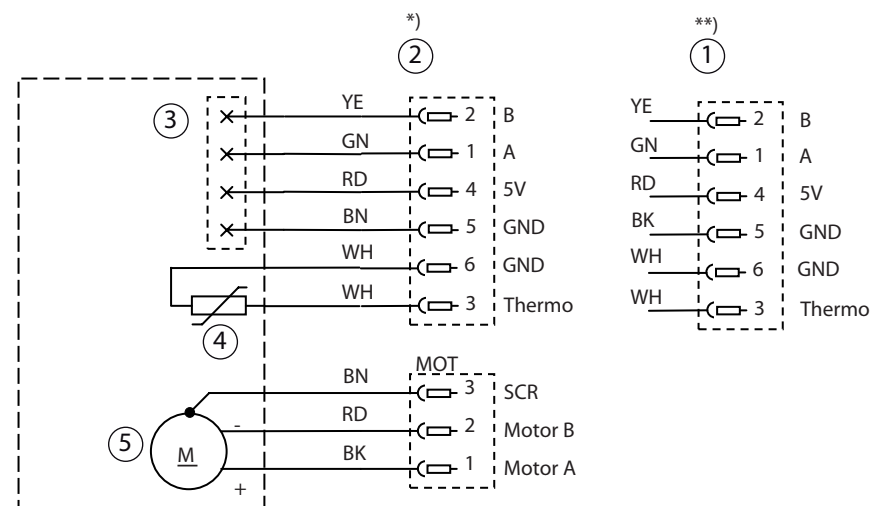 *)
2
**)
1
3
YE 2 B
GN 1 A
RD 4 5V
BN 5 GND
WH 6 GND
WH 3 Thermo
4
YE 2 B
GN 1 A
RD 4 5V
BK 5 GND
WH 6 GND
WH 3 Thermo
MOT
BN 3 SCR
RD 2 Motor B
BK 1 Motor A
5
M
-
+